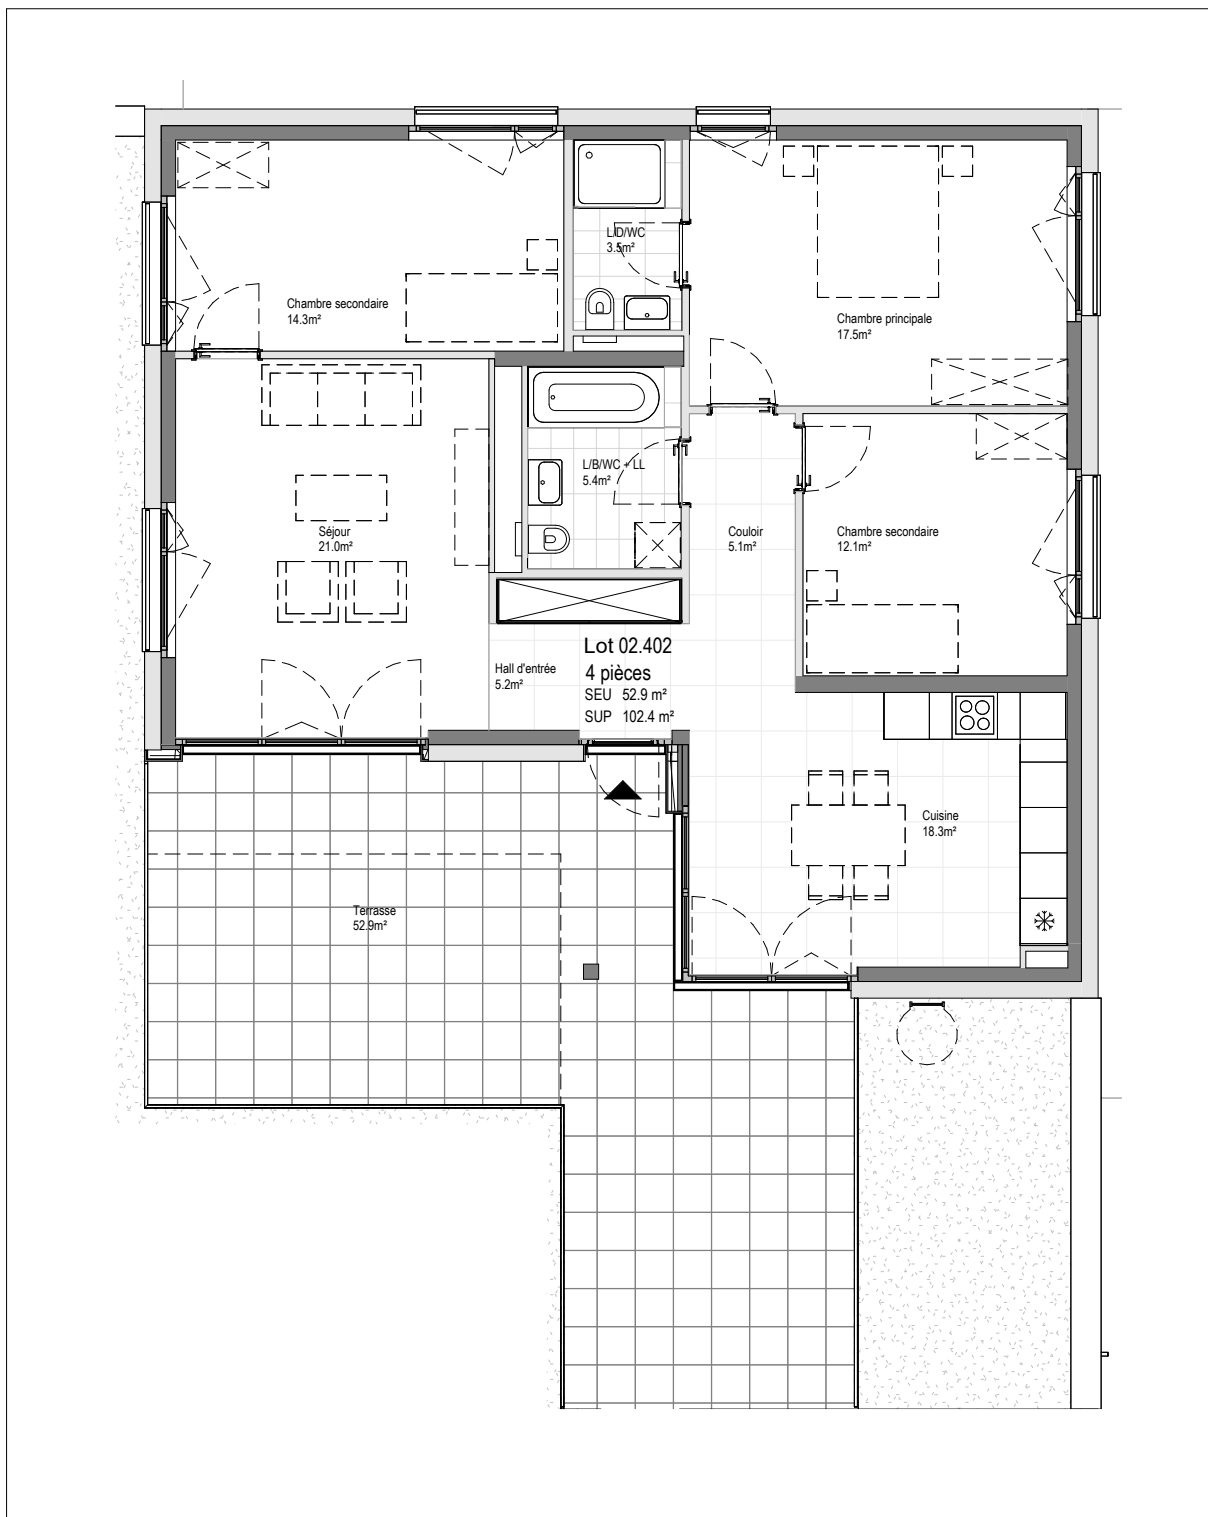 L/D/WC
3.5m²
Chambre secondaire
14.3m²
Chambre principale
17.5m²
L/B/WC + LL
5.4m²
Séjour
21.0m²
Couloir
5.1m²
Chambre secondaire
12.1m²
Lot 02.402
4 pièces
SEU 52.9 m²
SUP 102.4 m²
Hall d'entrée
5.2m²
Cuisine
18.3m²
Terrasse
52.9m²